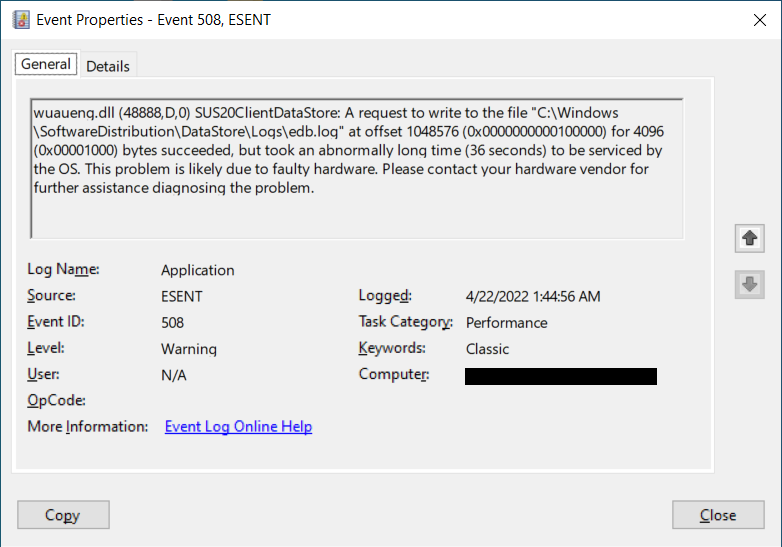 Event Properties - Event 508, ESENT
General
Details
wuaueng.dll (48888,D,0) SUS20ClientDataStore: A request to write to the file "C:\Windows
\SoftwareDistribution\DataStore\Logs\edb.log" at offset 1048576 (0x0000000000100000) for 4096
(0x00001000) bytes succeeded, but took an abnormally long time (36 seconds) to be serviced by
the OS. This problem is likely due to faulty hardware. Please contact your hardware vendor for
further assistance diagnosing the problem.
Log Name: Application
Source: ESENT Logged: 4/22/2022 1:44:56 AM
Event ID: 508 Task Category: Performance
Level: Warning Keywords: Classic
User: N/A Computer:
OpCode:
More Information: Event Log Online Help
Copy Close